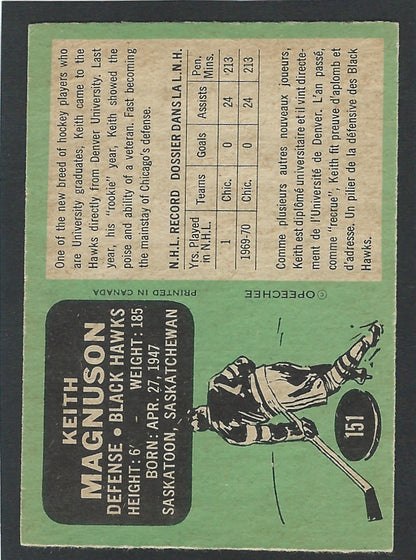 KEITH
MAGNUSON
DEFENSE • BLACK HAWKS
HEIGHT: 6' - WEIGHT: 185
BORN: APR. 27, 1947
SASKATOON, SASKATCHEWAN
151
©OPEECHEE
PRINTED IN CANADA
One of the new breed of hockey players who
are University graduates, Keith came to the
Hawks directly from Denver University. Last
year, his "rookie" year, Keith showed the
poise and ability of a veteran. Fast becoming
the mainstay of Chicago's defense.
N.H.L. RECORD DOSSIER DANS LA L.N.H.
Yrs. Played in N.H.L. Teams Goals Assists Pen. Mins.
1 Chic. 0 24 213
1969-70 Chic. 0 24 213
Comme plusieurs autres nouveaux joueurs,
Keith est diplômé universitaire et il vint directe-
ment de l'Université de Denver. L'an passé,
comme "recrue", Keith fit preuve d'aplomb et
d'adresse. Un pilier de la défensive des Black
Hawks.